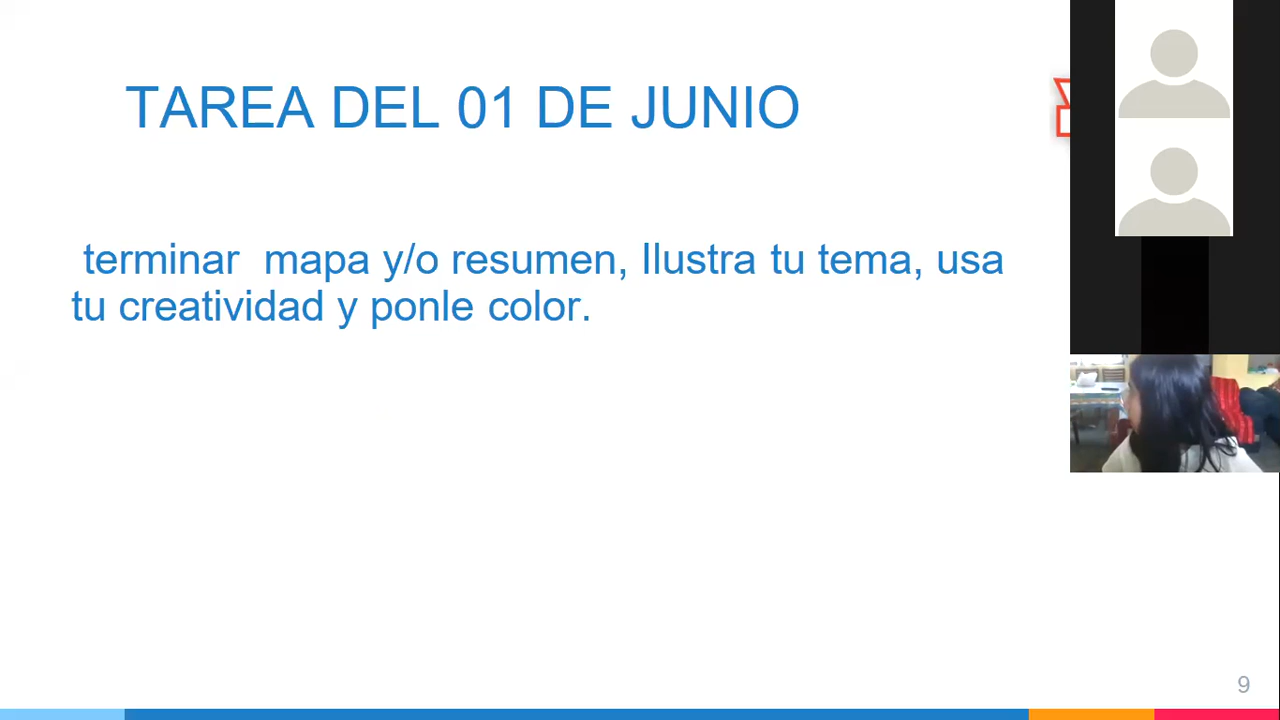 TAREA DEL 01 DE JUNIO
terminar  mapa y/o resumen, Ilustra tu tema, usa
tu creatividad y ponle color.
9